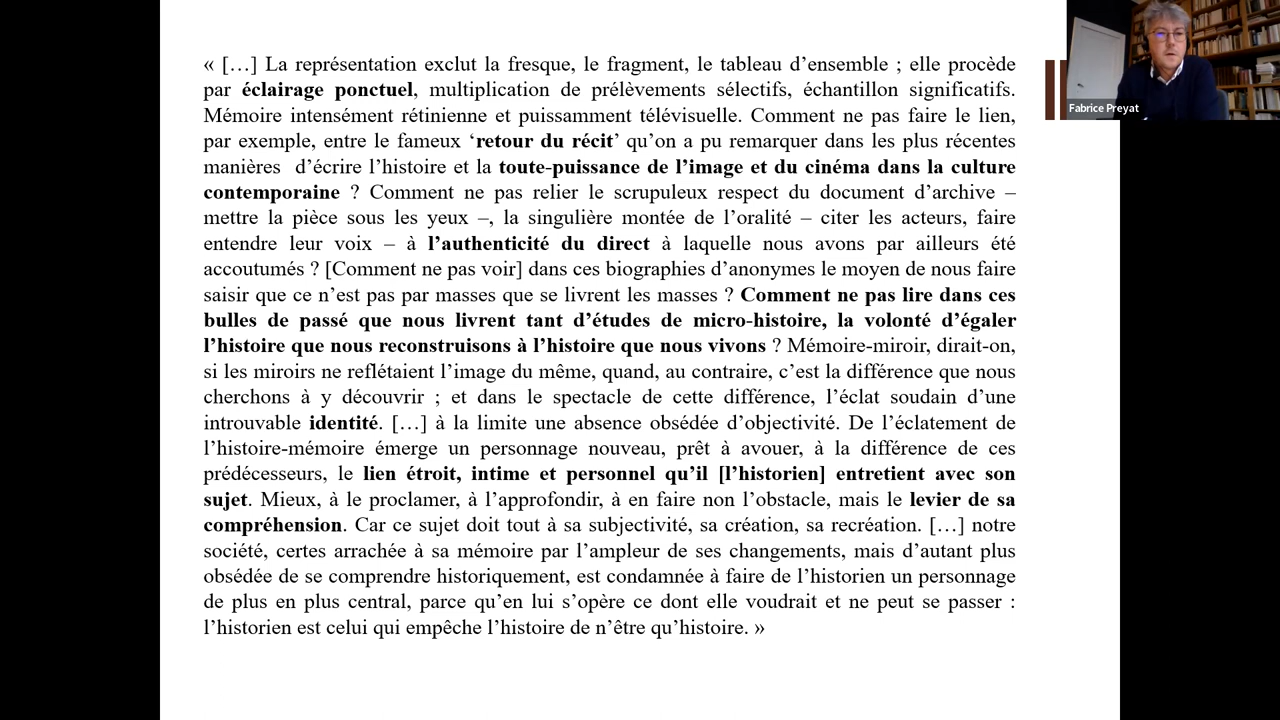 « […] La représentation exclut la fresque, le fragment, le tableau d’ensemble ; elle procède
par éclairage ponctuel, multiplication de prélèvements sélectifs, échantillon significatifs.
Mémoire intensément rétinienne et puissamment télévisuelle. Comment ne pas faire le lien,
par exemple, entre le fameux ‘retour du récit’ qu’on a pu remarquer dans les plus récentes
manières d’écrire l’histoire et la toute-puissance de l’image et du cinéma dans la culture
contemporaine ? Comment ne pas relier le scrupuleux respect du document d’archive –
mettre la pièce sous les yeux –, la singulière montée de l’oralité – citer les acteurs, faire
entendre leur voix – à l’authenticité du direct à laquelle nous avons par ailleurs été
accoutumés ? [Comment ne pas voir] dans ces biographies d’anonymes le moyen de nous faire
saisir que ce n’est pas par masses que se livrent les masses ? Comment ne pas lire dans ces
bulles de passé que nous livrent tant d’études de micro-histoire, la volonté d’égaler
l’histoire que nous reconstruisons à l’histoire que nous vivons ? Mémoire-miroir, dirait-on,
si les miroirs ne reflétaient l’image du même, quand, au contraire, c’est la différence que nous
cherchons à y découvrir ; et dans le spectacle de cette différence, l’éclat soudain d’une
introuvable identité. […] à la limite une absence obsédée d’objectivité. De l’éclatement de
l’histoire-mémoire émerge un personnage nouveau, prêt à avouer, à la différence de ces
prédécesseurs, le lien étroit, intime et personnel qu’il [l’historien] entretient avec son
sujet. Mieux, à le proclamer, à l’approfondir, à en faire non l’obstacle, mais le levier de sa
compréhension. Car ce sujet doit tout à sa subjectivité, sa création, sa recréation. […] notre
société, certes arrachée à sa mémoire par l’ampleur de ses changements, mais d’autant plus
obsédée de se comprendre historiquement, est condamnée à faire de l’historien un personnage
de plus en plus central, parce qu’en lui s’opère ce dont elle voudrait et ne peut se passer :
l’historien est celui qui empêche l’histoire de n’être qu’histoire. »
Fabrice Preyat